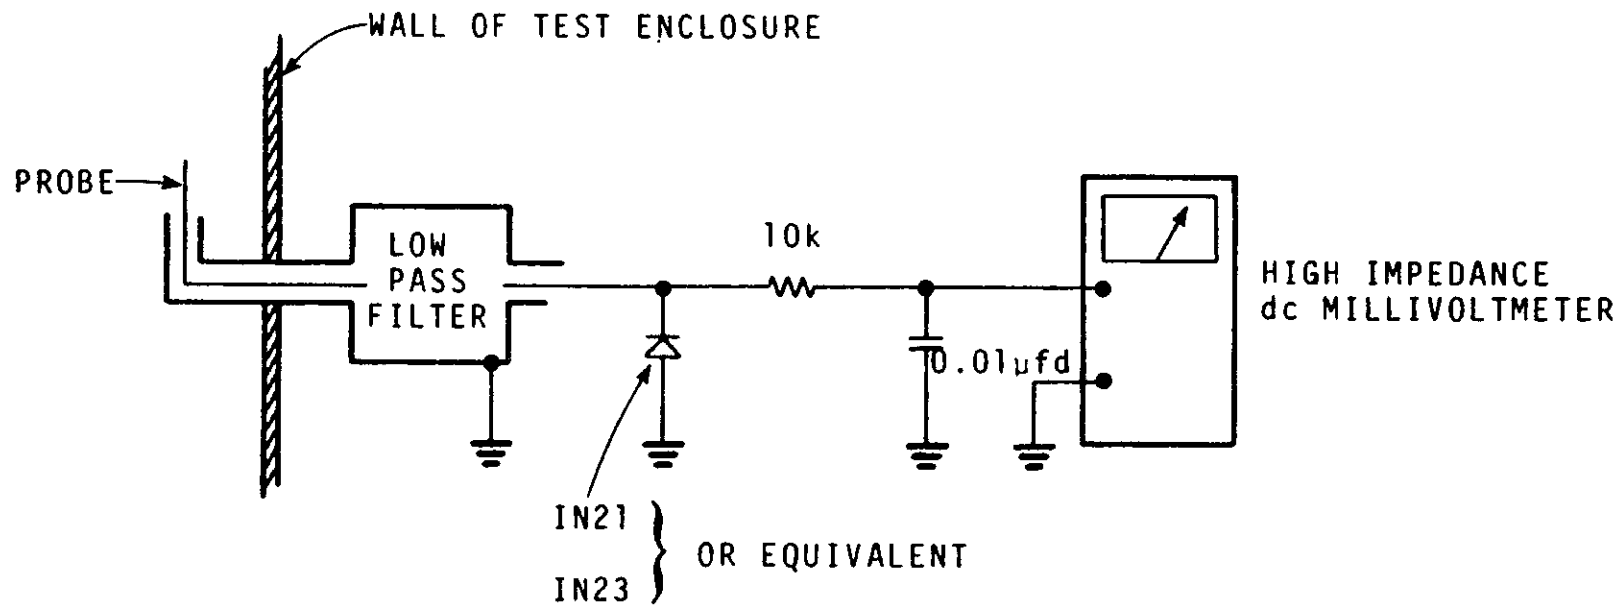 WALL OF TEST ENCLOSURE
PROBE
LOW
PASS
FILTER
10k
0.01µfd
HIGH IMPEDANCE
dc MILLIVOLTMETER
IN21
IN23
OR EQUIVALENT